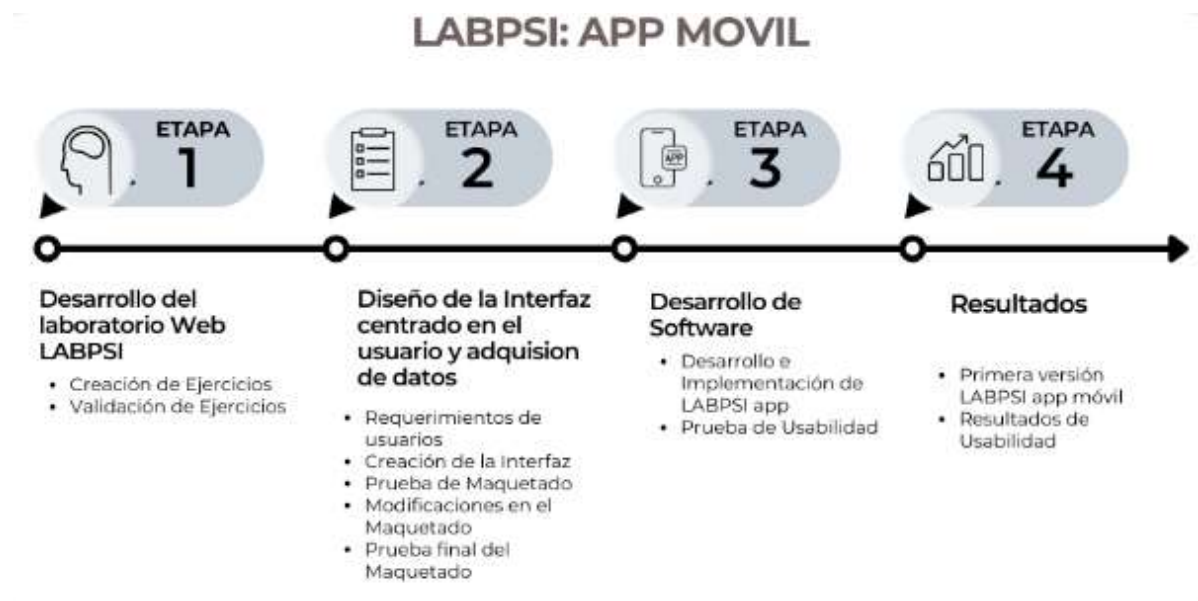 LABPSI: APP MOVIL
ETAPA
1
ETAPA
2
APP
ETAPA
3
ETAPA
4
Desarrollo del
laboratorio Web
LABPSI
• Creación de Ejercicios
• Validación de Ejercicios
Diseño de la Interfaz
centrado en el
usuario y adquision
de datos
• Requerimientos de
usuarios
• Creación de la Interfaz
• Prueba de Maquetado
• Modificaciones en el
Maquetado
• Prueba final del
Maquetado
Desarrollo de
Software
• Desarrollo e
Implementación de
LABPSI app
• Prueba de Usabilidad
Resultados
• Primera versión
LABPSI app móvil
• Resultados de
Usabilidad